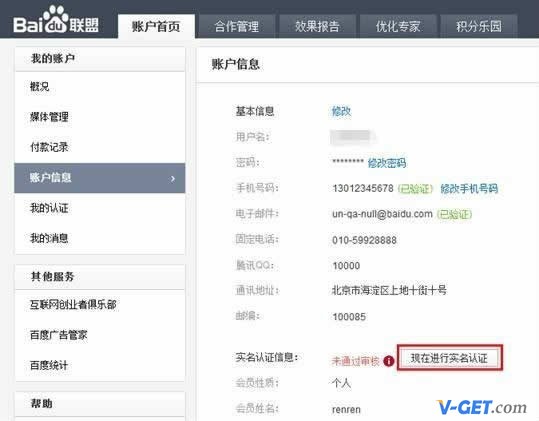 Baidu联盟
账户首页 合作管理 效果报告 优化专家 积分乐园
我的账户
概况
媒体管理
付款记录
账户信息
我的认证
我的消息
其他服务
互联网创业者俱乐部
百度广告管家
百度统计
帮助
账户信息
基本信息 修改
用户名:
密码: ******** 修改密码
手机号码: 13012345678 (已验证) 修改手机号码
电子邮件: un-qa-null@baidu.com (已验证)
固定电话: 010-59928888
腾讯QQ: 10000
通讯地址: 北京市海淀区上地十街十号
邮编: 100085
实名认证信息: 未通过审核 现在进行实名认证
会员性质: 个人
会员姓名: renren
V-GET.com